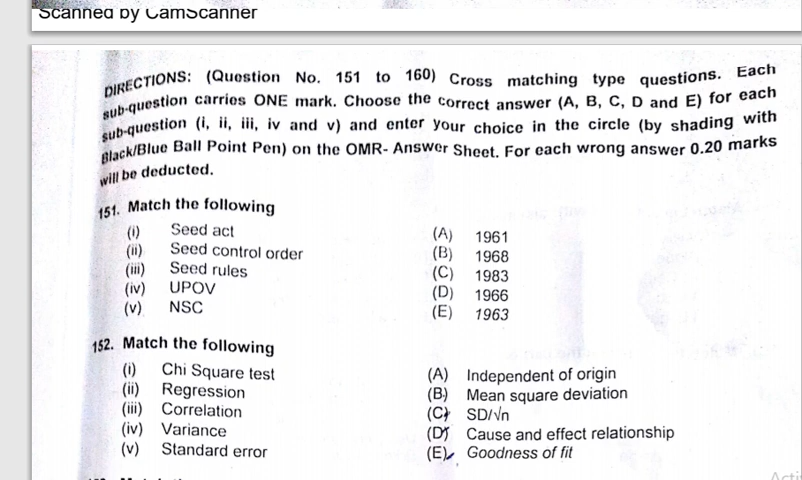 Scanned by CamScanner
DIRECTIONS: (Question No. 151 to 160) Cross matching type questions. Each
sub-question carries ONE mark. Choose the correct answer (A, B, C, D and E) for each
sub-question (i, ii, iii, iv and v) and enter your choice in the circle (by shading with
Black/Blue Ball Point Pen) on the OMR- Answer Sheet. For each wrong answer 0.20 marks
will be deducted.
151. Match the following
(i) Seed act (A) 1961
(ii) Seed control order (B) 1968
(iii) Seed rules (C) 1983
(iv) UPOV (D) 1966
(v) NSC (E) 1963
152. Match the following
(i) Chi Square test (A) Independent of origin
(ii) Regression (B) Mean square deviation
(iii) Correlation (C) SD/√n
(iv) Variance (D) Cause and effect relationship
(v) Standard error (E) Goodness of fit